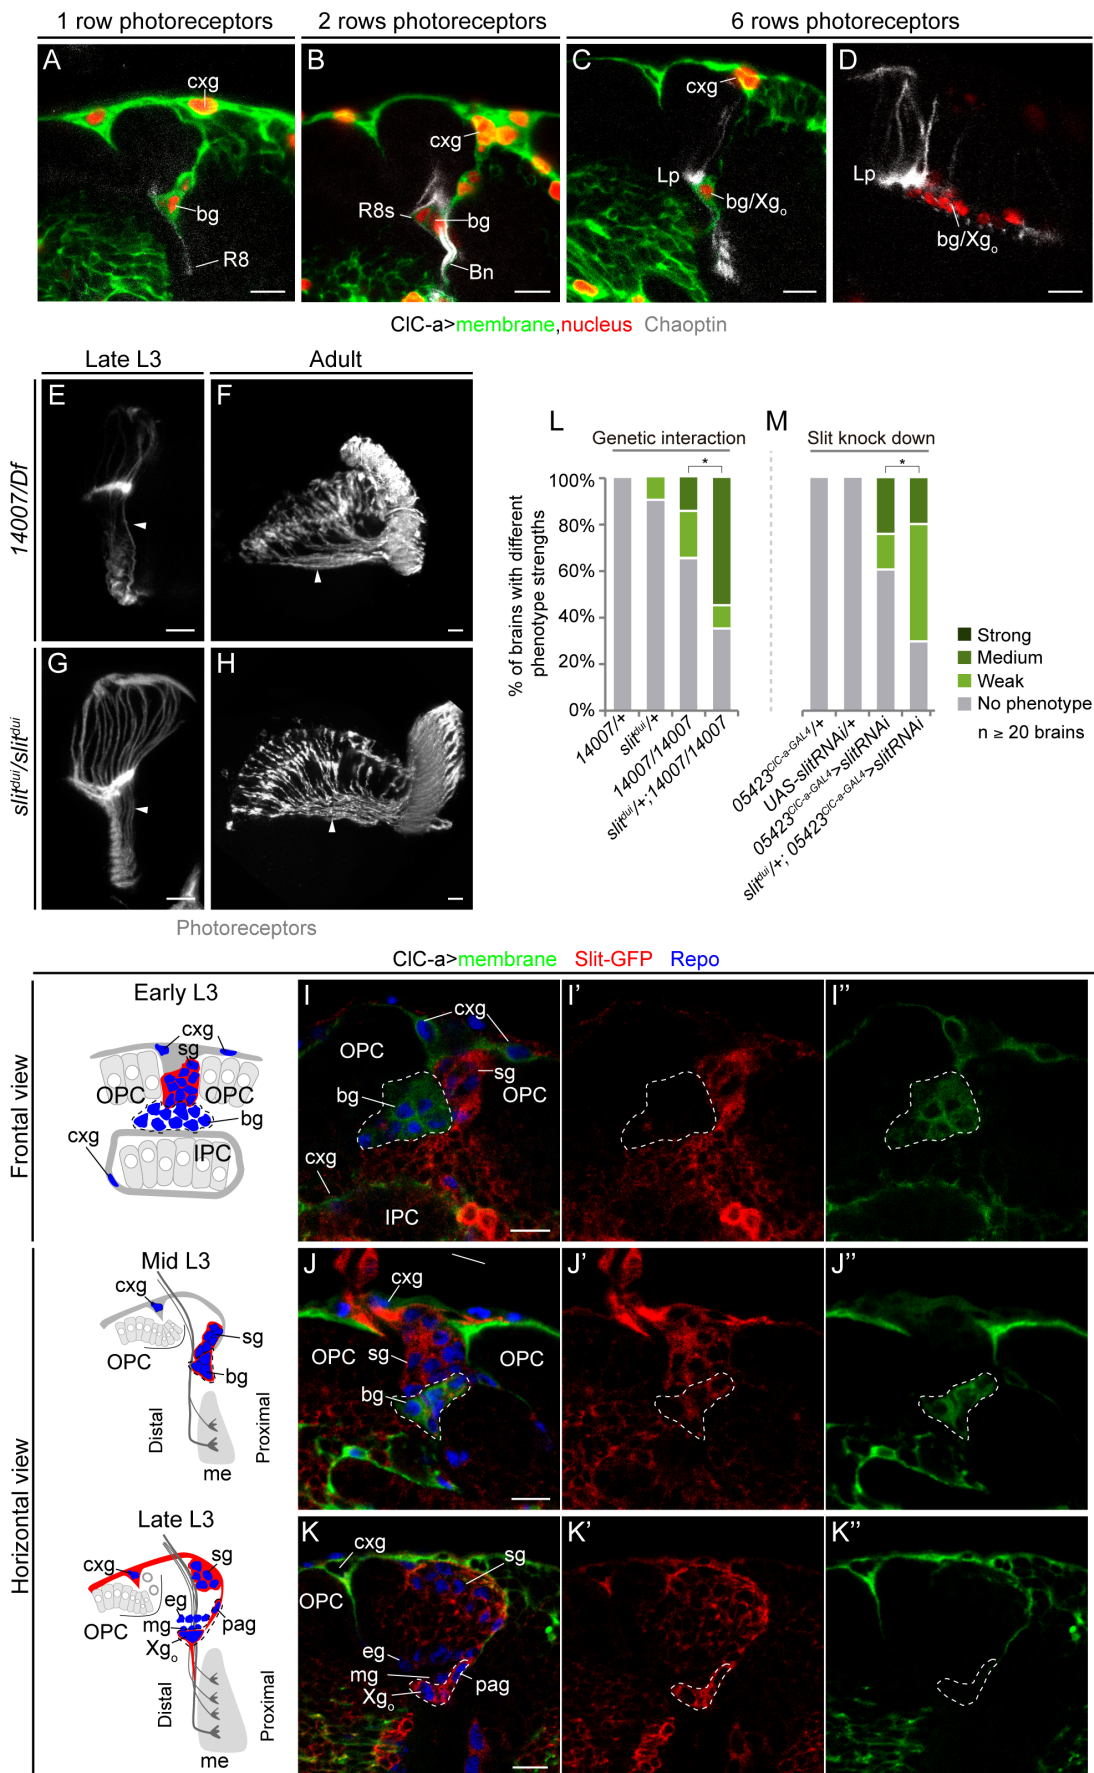 1 row photoreceptors
2 rows photoreceptors
6 rows photoreceptors
A
cxg
bg
R8
B
cxg
R8s
bg
Bn
C
cxg
Lp
bg/Xgo
D
Lp
bg/Xgo
ClC-a>membrane,nucleus Chaoptin
Late L3
Adult
14007/Df
E
F
slitdui/slitdui
G
H
Photoreceptors
L
Genetic interaction
*
% of brains with different
phenotype strengths
100%
80%
60%
40%
20%
0%
14007/+
slitdui/+
14007/14007
slitdui/+;14007/14007
M
Slit knock down
*
05423ClC-a-GAL4/+
UAS-slitRNAi/+
05423ClC-a-GAL4>slitRNAi
slitdui/+; 05423ClC-a-GAL4>slitRNAi
Strong
Medium
Weak
No phenotype
n ≥ 20 brains
ClC-a>membrane Slit-GFP Repo
Frontal view
Early L3
cxg
sg
OPC
OPC
bg
cxg
IPC
I
cxg
OPC
sg
OPC
bg
cxg
IPC
I’
I’’
Horizontal view
Mid L3
cxg
sg
OPC
bg
Distal
Proximal
me
J
cxg
OPC
sg
OPC
bg
J’
J’’
Late L3
cxg
sg
eg
OPC
mg
pag
Xgo
Distal
Proximal
me
K
cxg
sg
OPC
eg
mg
pag
Xgo
K’
K’’